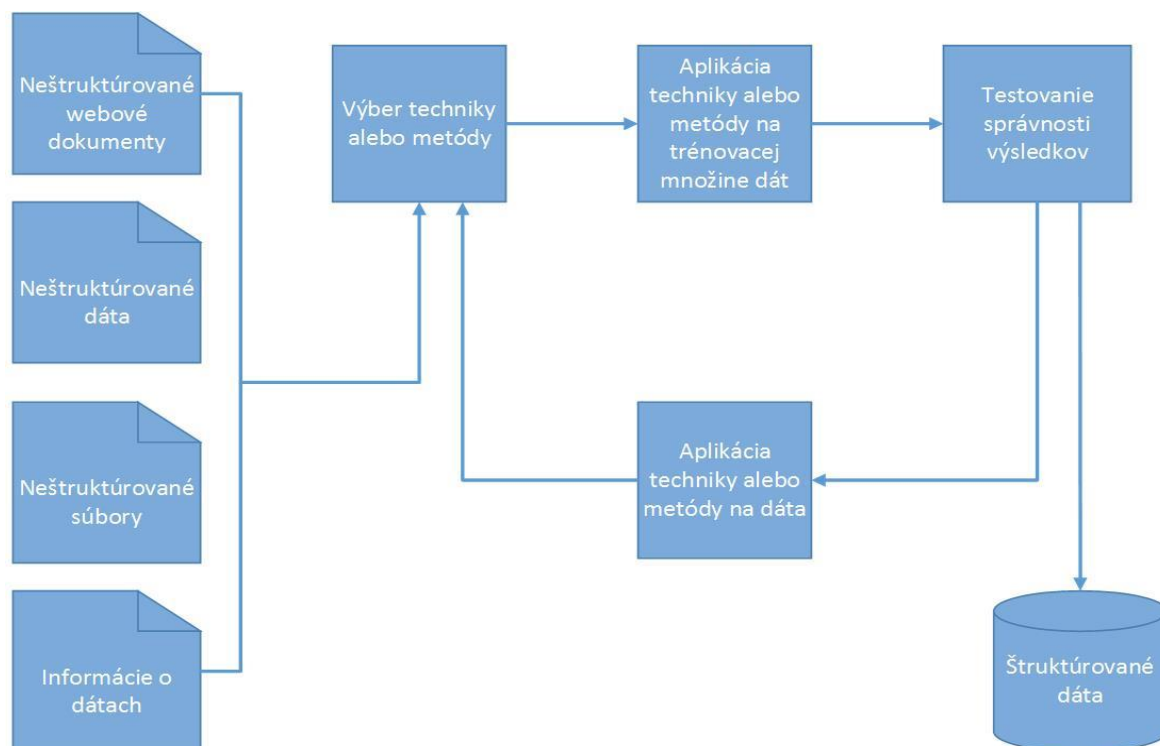 Neštruktúrované
webové
dokumenty
Neštruktúrované
dáta
Neštruktúrované
súbory
Informácie o
dátach
Výber techniky
alebo metódy
Aplikácia
techniky alebo
metódy na
trénovacej
množine dát
Testovanie
správnosti
výsledkov
Aplikácia
techniky alebo
metódy na dáta
Štruktúrované
dáta